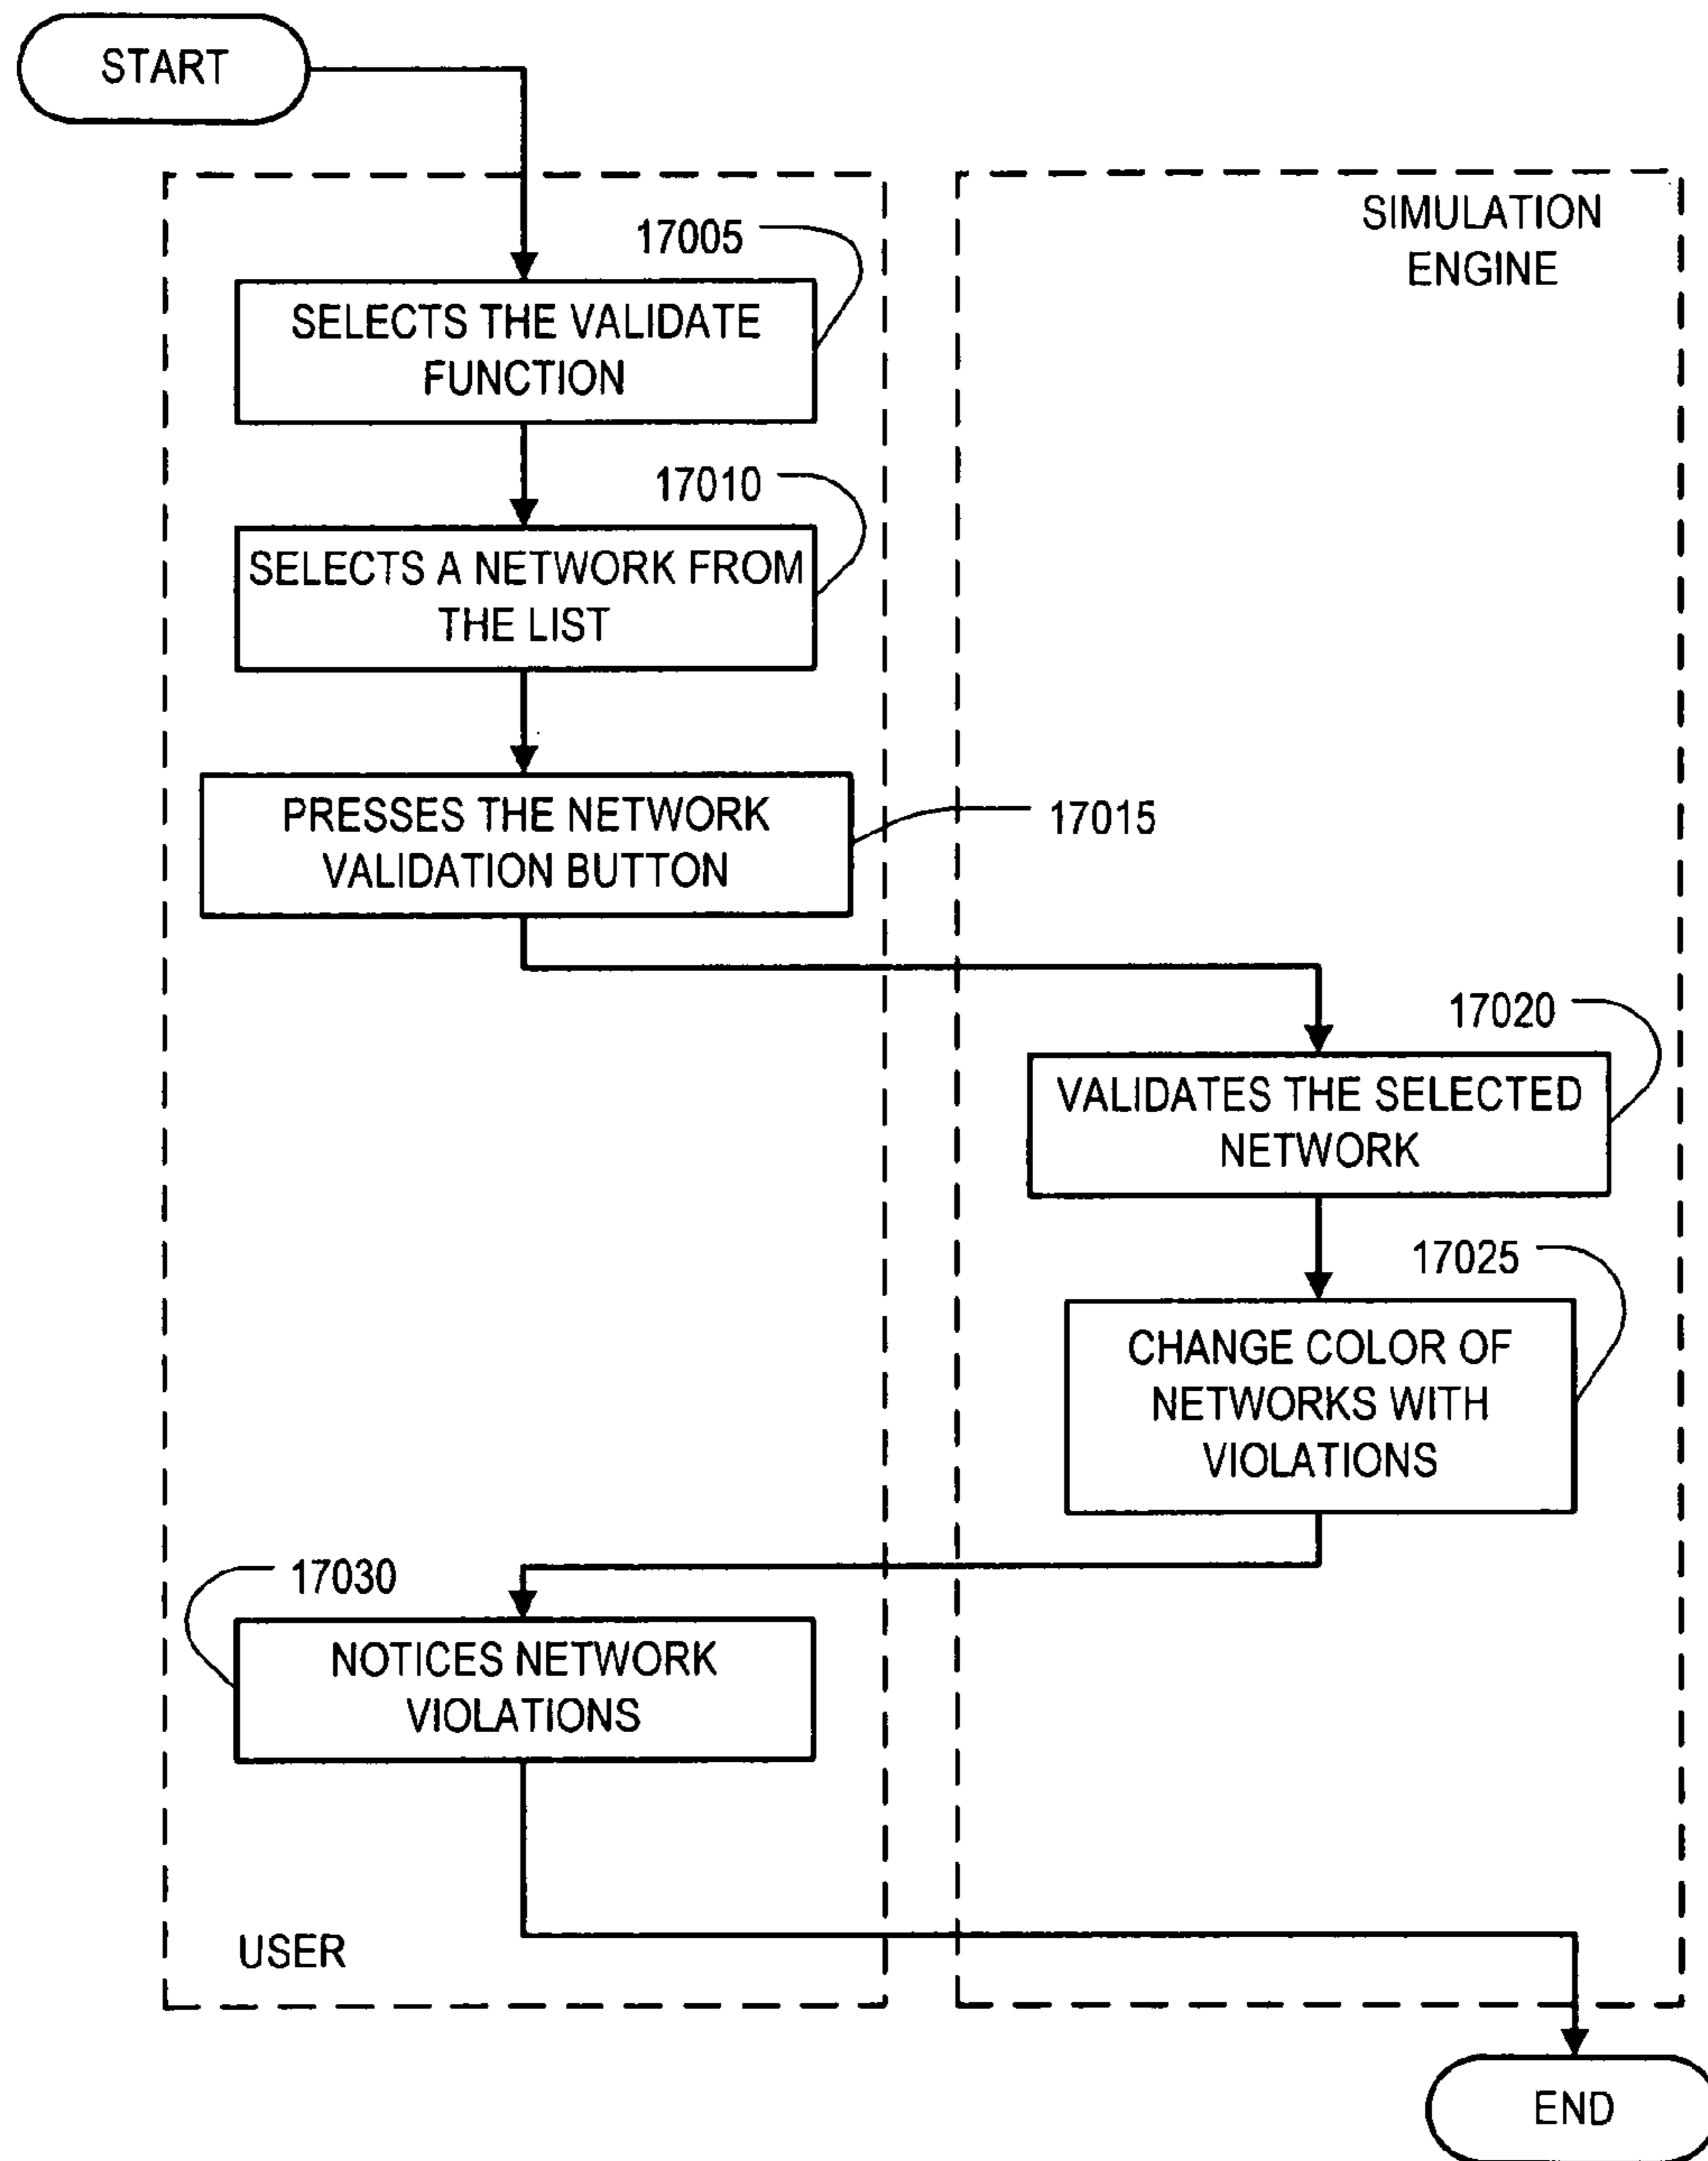 START
SIMULATION
ENGINE
17005
SELECTS THE VALIDATE
FUNCTION
17010
SELECTS A NETWORK FROM
THE LIST
PRESSES THE NETWORK
VALIDATION BUTTON
17015
17020
VALIDATES THE SELECTED
NETWORK
17025
CHANGE COLOR OF
NETWORKS WITH
VIOLATIONS
17030
NOTICES NETWORK
VIOLATIONS
USER
END